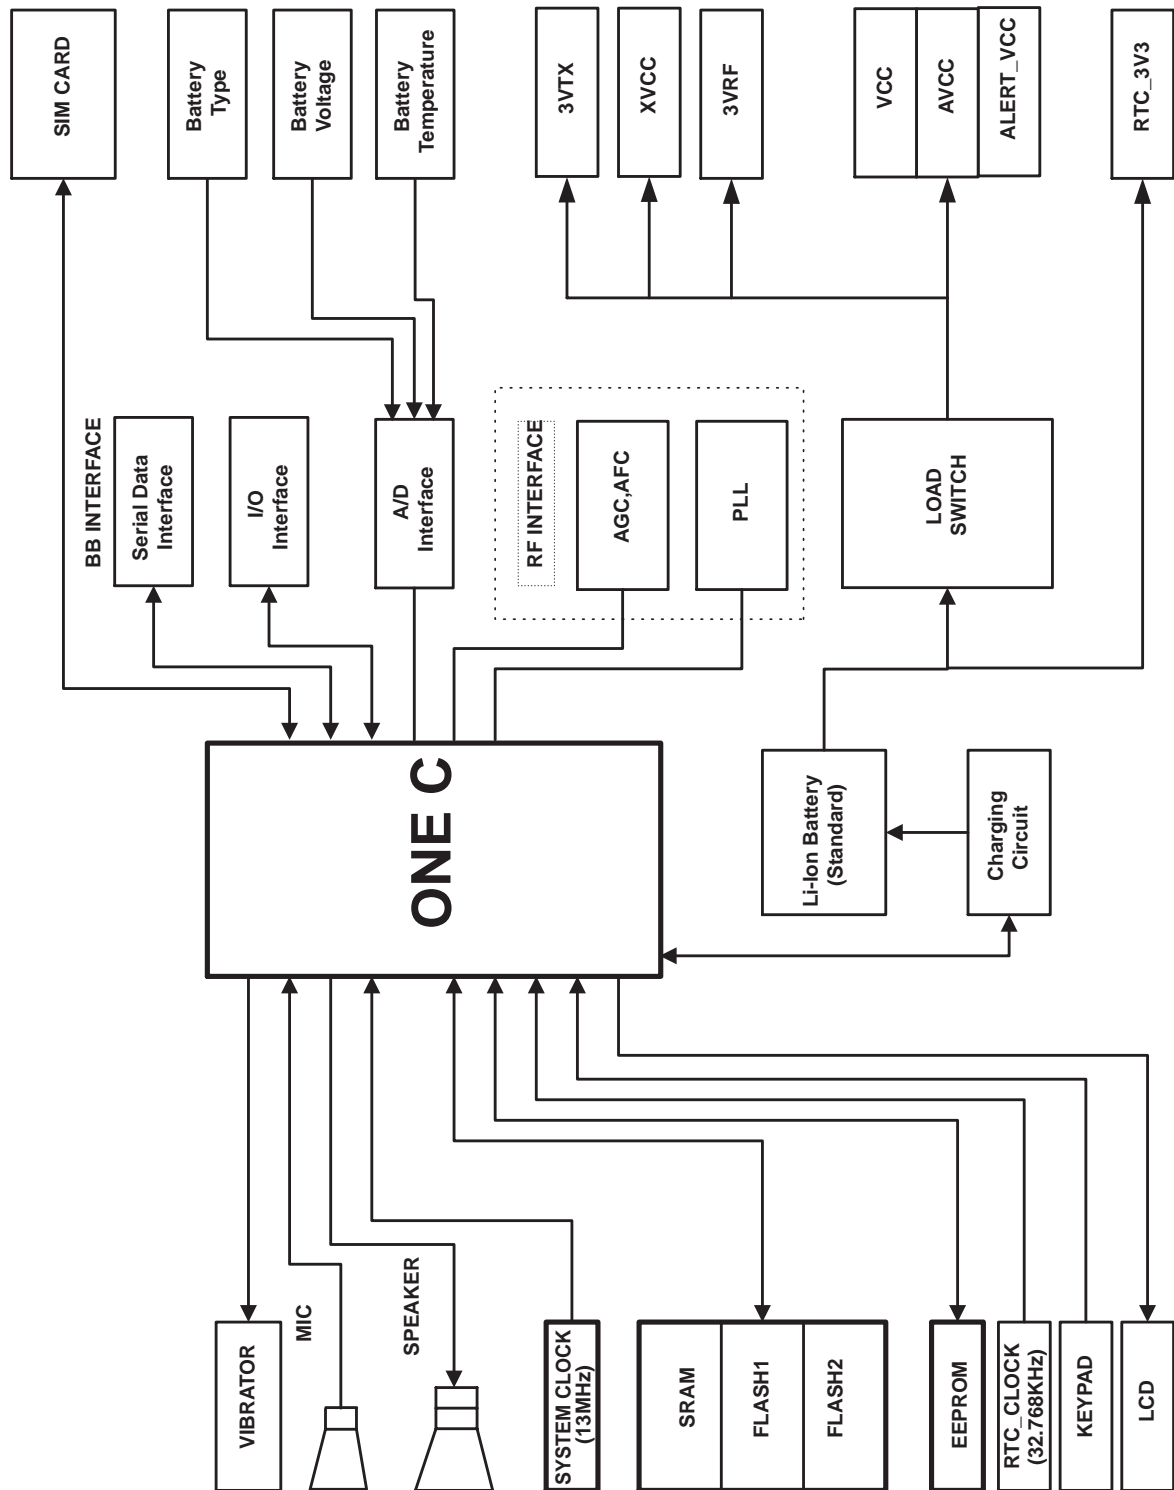 VIBRATOR
MIC
SPEAKER
SYSTEM CLOCK
(13MHz)
SRAM
FLASH1
FLASH2
EEPROM
RTC_CLOCK
(32.768KHz)
KEYPAD
LCD
ONE C
Li-Ion Battery
(Standard)
Charging
Circuit
BB INTERFACE
Serial Data
Interface
I/O
Interface
A/D
Interface
RF INTERFACE
AGC,AFC
PLL
LOAD
SWITCH
SIM CARD
Battery
Type
Battery
Voltage
Battery
Temperature
3VTX
XVCC
3VRF
VCC
AVCC
ALERT_VCC
RTC_3V3